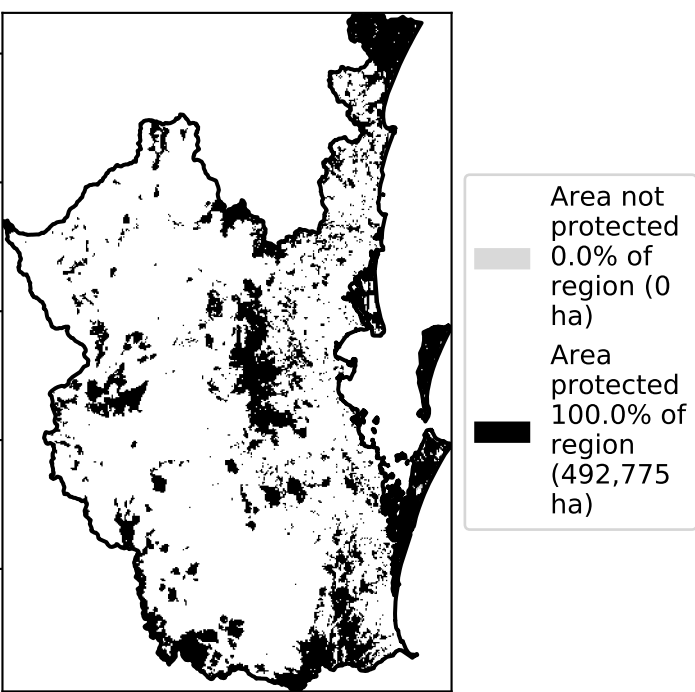 Area not
protected
0.0% of
region (0
ha)
Area
protected
100.0% of
region
(492,775
ha)